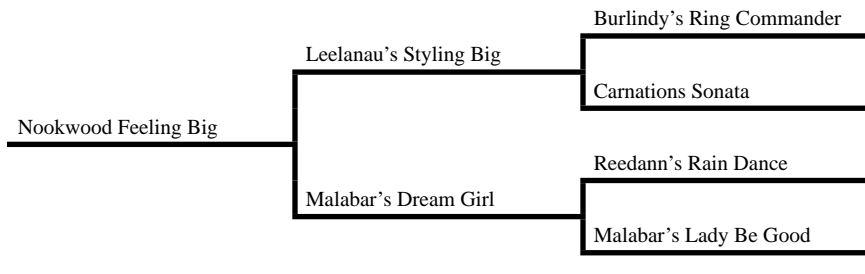 Burlindy’s Ring Commander
Leelanau’s Styling Big
Carnations Sonata
Nookwood Feeling Big
Reedann’s Rain Dance
Malabar’s Dream Girl
Malabar’s Lady Be Good